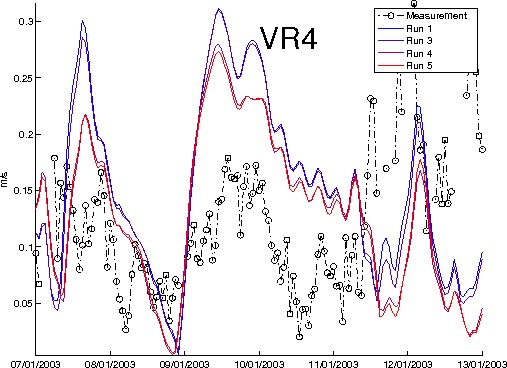 0.3
0.25
0.2
0.15
0.1
0.05
m/s
VR4
Measurement
Run 1
Run 3
Run 4
Run 5
07/01/2003 08/01/2003 09/01/2003 10/01/2003 11/01/2003 12/01/2003 13/01/2003